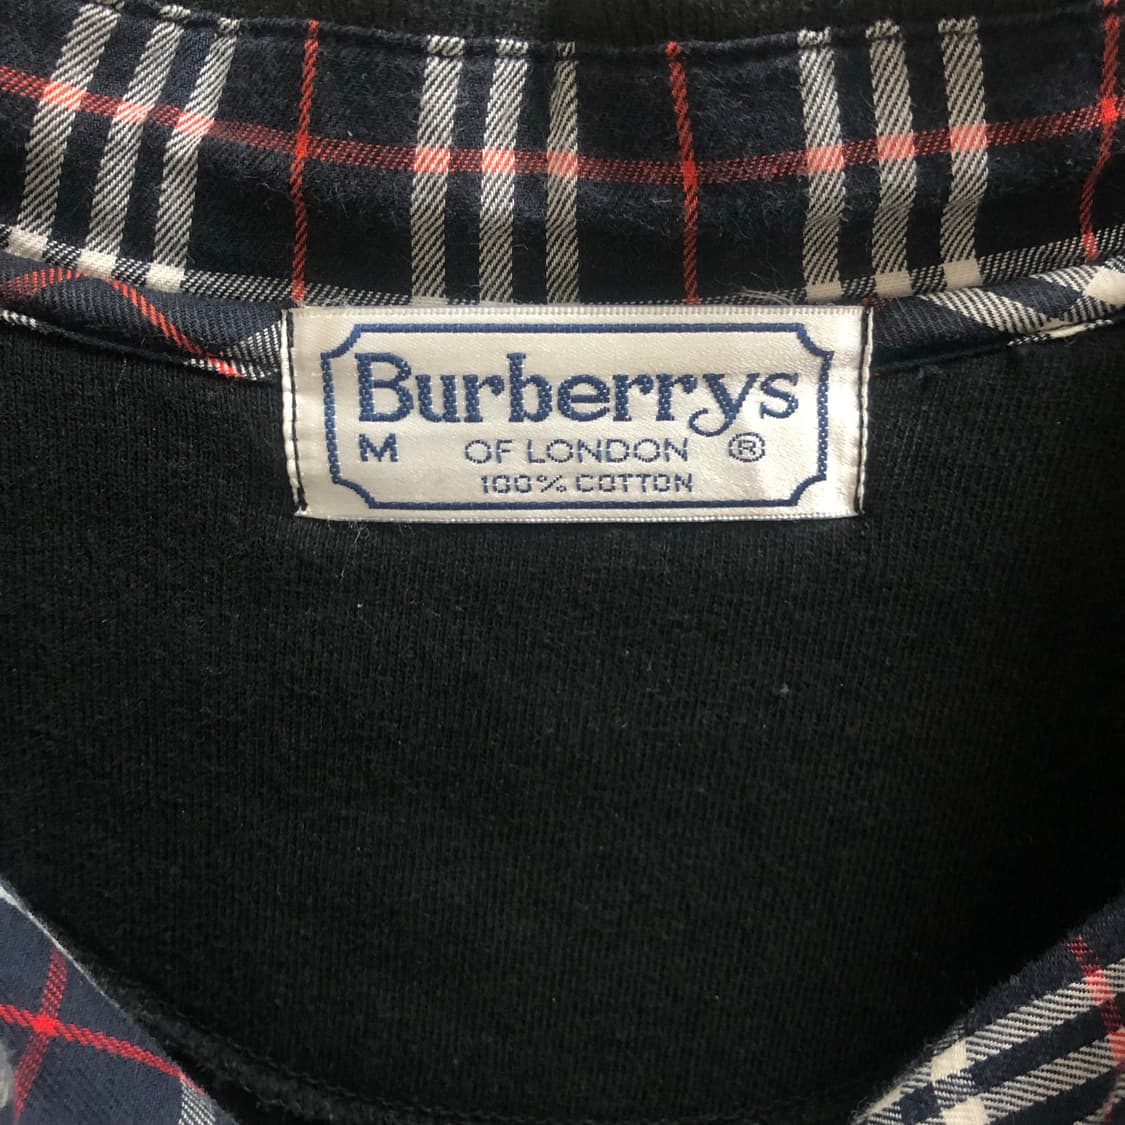 Burberrys
M OF LONDON ®
100% COTTON